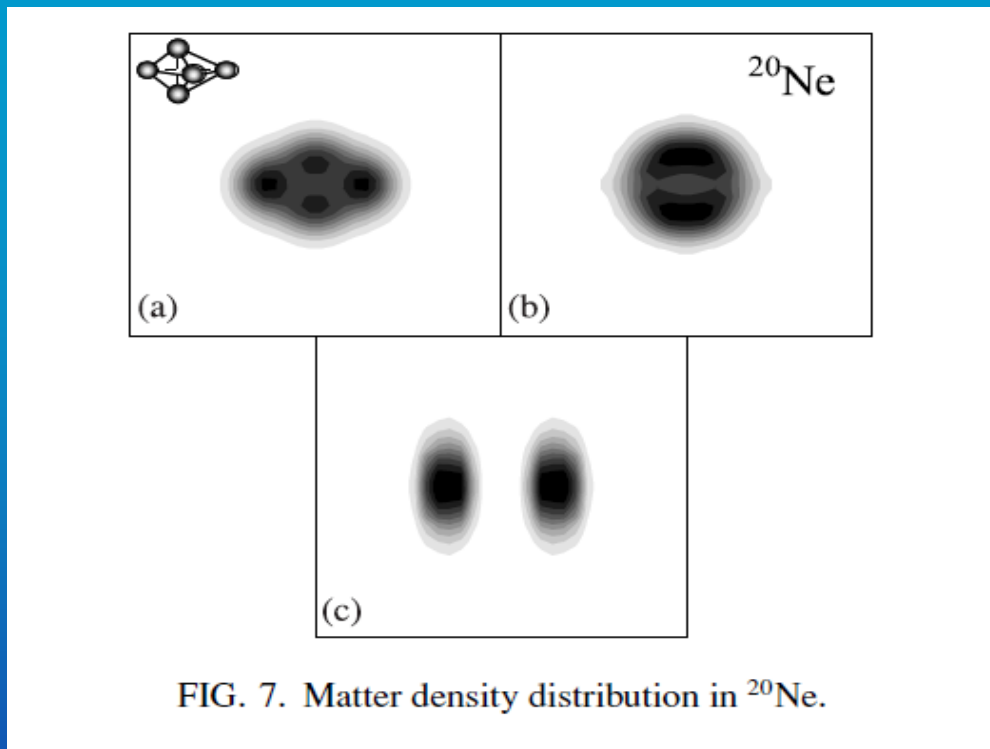 ²⁰Ne
(a)
(b)
(c)
FIG. 7. Matter density distribution in ²⁰Ne.